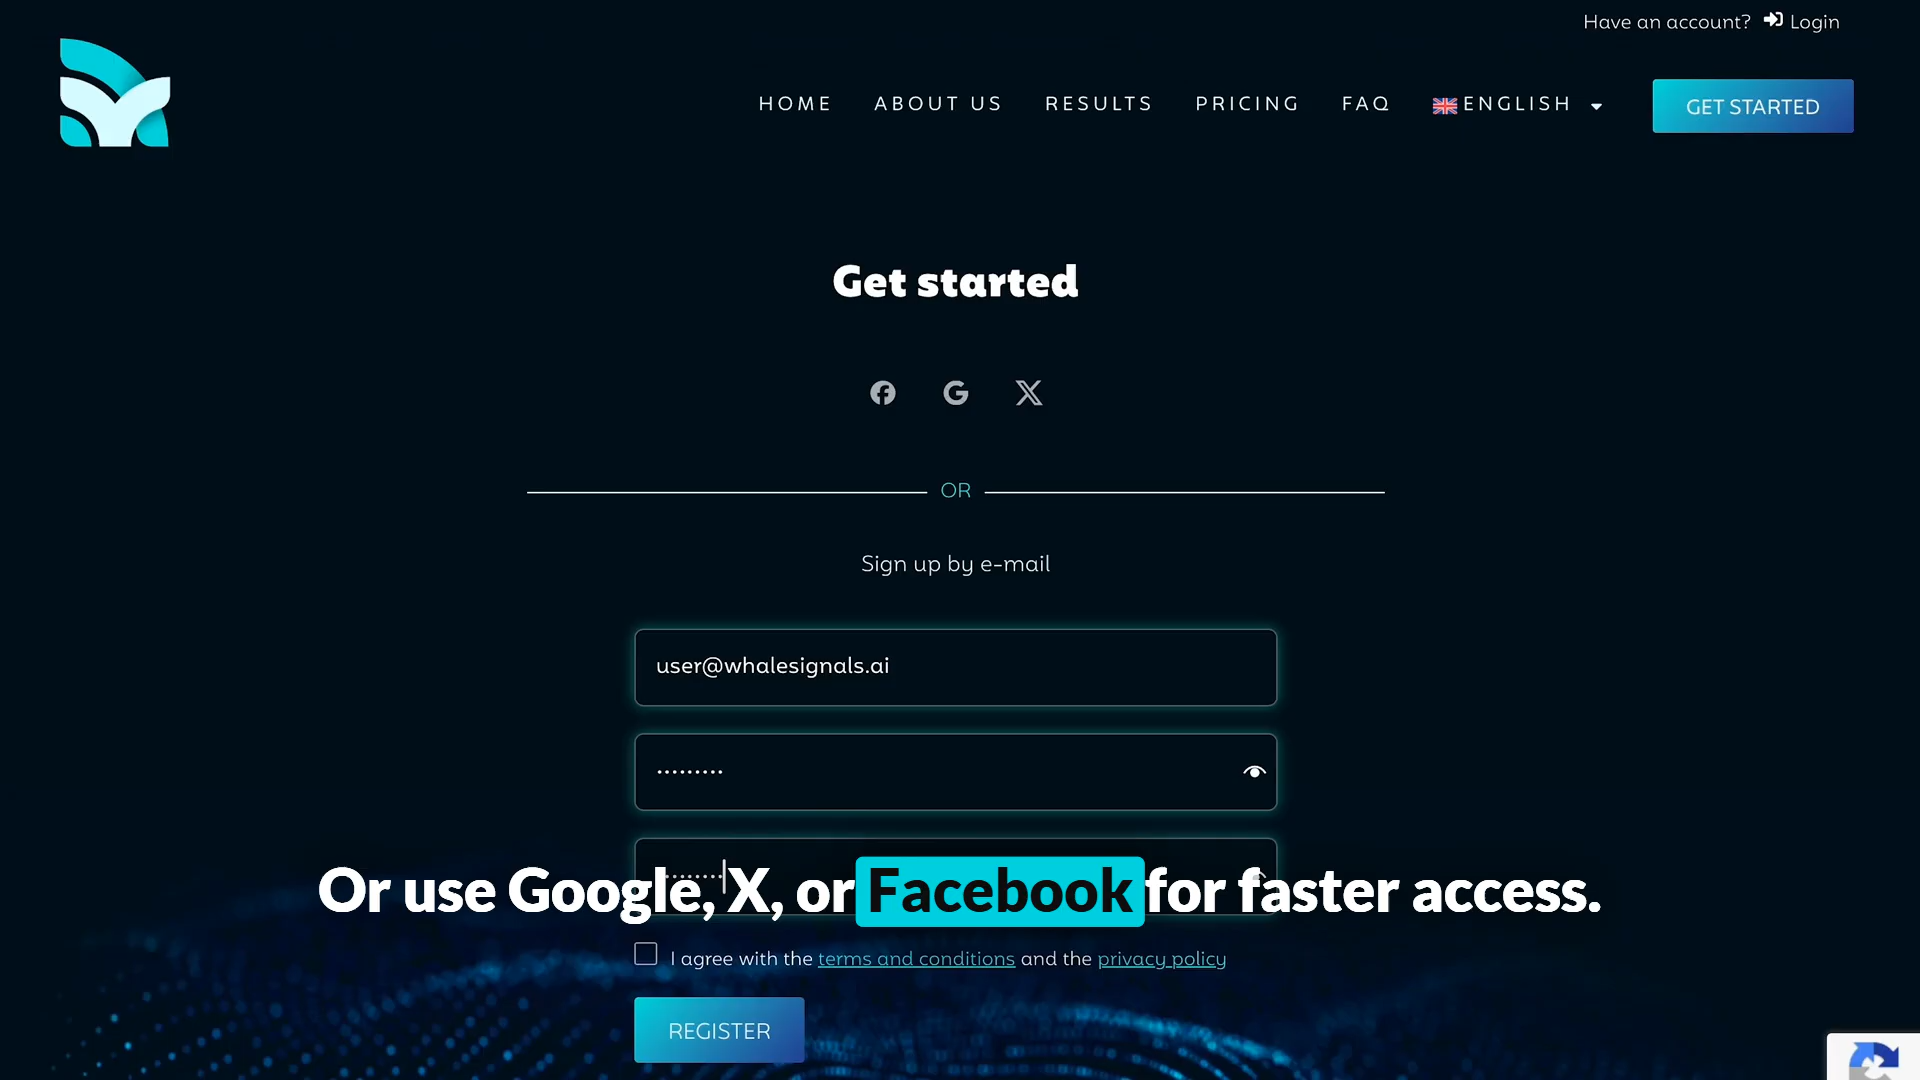 Have an account? Login
HOME ABOUT US RESULTS PRICING FAQ ENGLISH GET STARTED
Get started
OR
Sign up by e-mail
user@whalesignals.ai
Or use Google, X, or Facebook for faster access.
I agree with the terms and conditions and the privacy policy
REGISTER